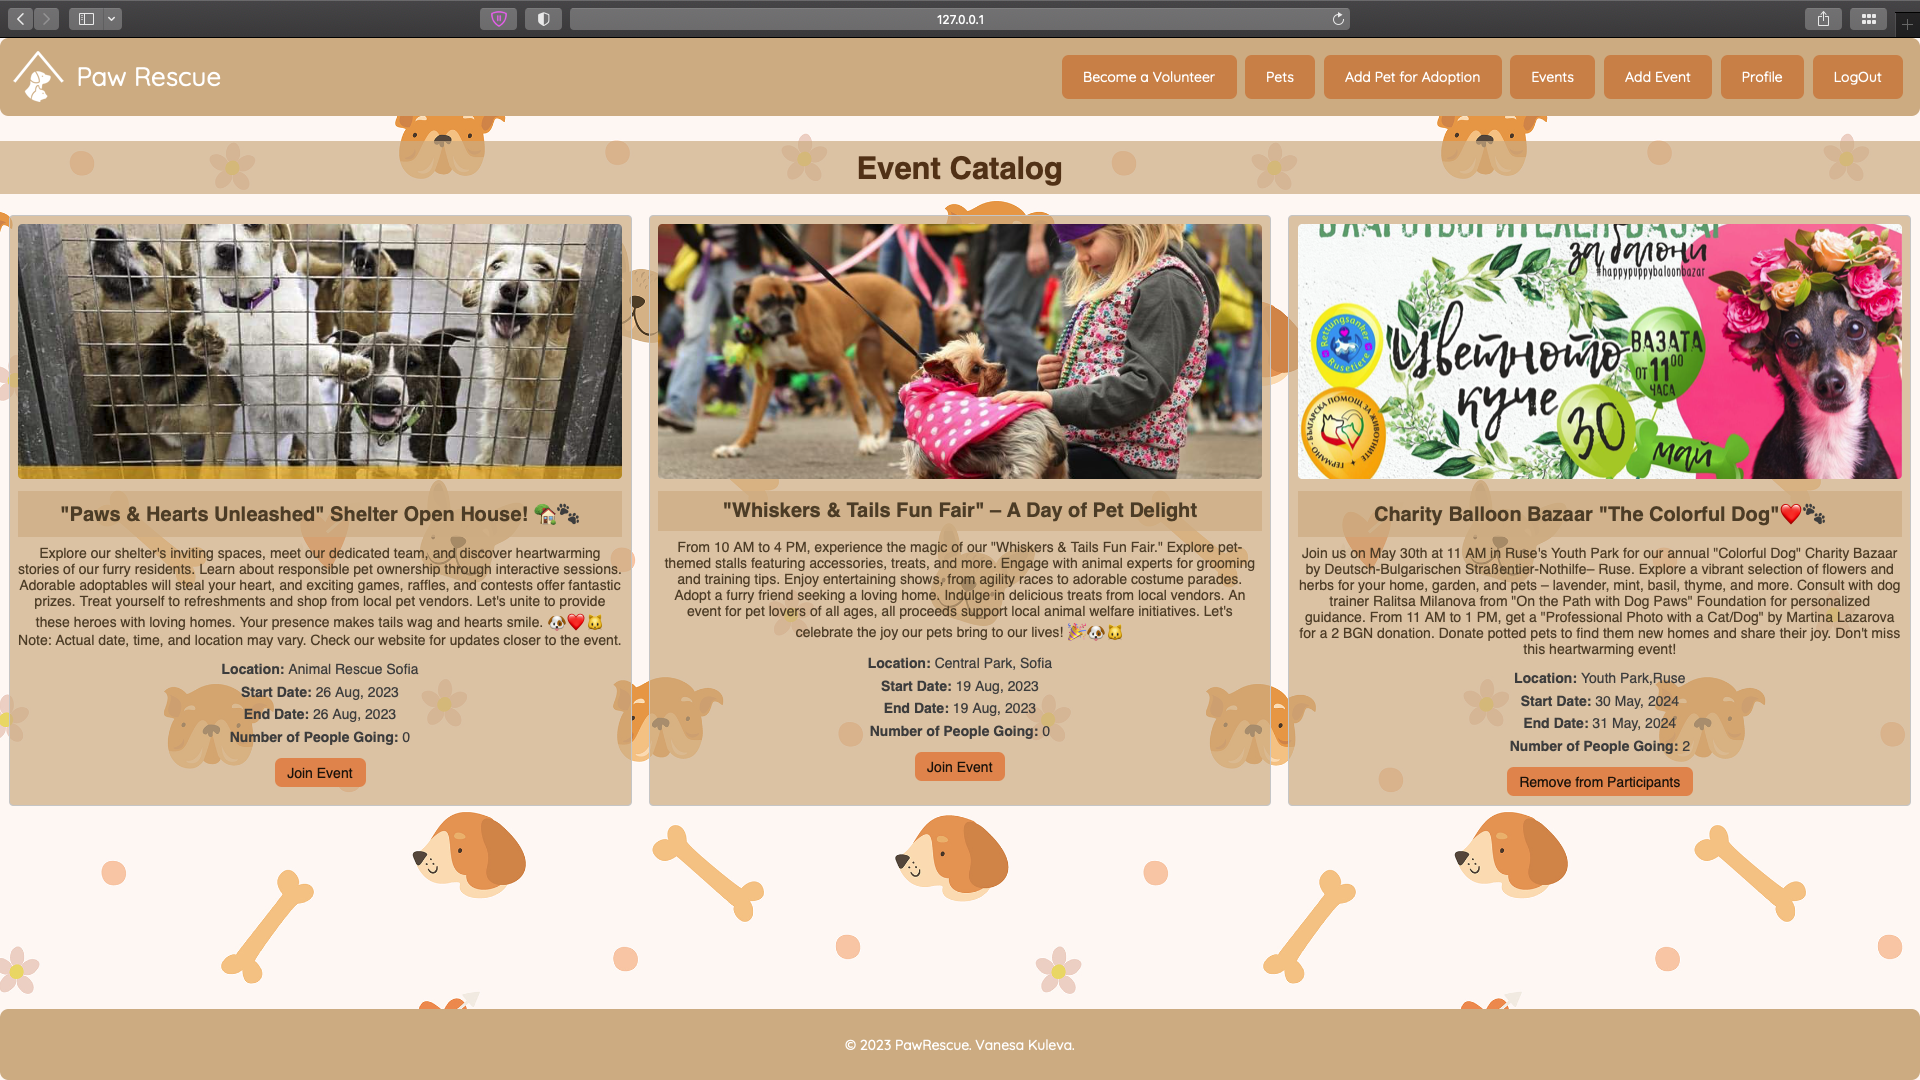 127.0.0.1
Paw Rescue
Become a Volunteer
Pets
Add Pet for Adoption
Events
Add Event
Profile
LogOut
Event Catalog
"Paws & Hearts Unleashed" Shelter Open House! 🏡🐾
Explore our shelter's inviting spaces, meet our dedicated team, and discover heartwarming
stories of our furry residents. Learn about responsible pet ownership through interactive sessions.
Adorable adoptables will steal your heart, and exciting games, raffles, and contests offer fantastic
prizes. Treat yourself to refreshments and shop from local pet vendors. Let's unite to provide
these heroes with loving homes. Your presence makes tails wag and hearts smile. 🐶❤️🐱
Note: Actual date, time, and location may vary. Check our website for updates closer to the event.
Location: Animal Rescue Sofia
Start Date: 26 Aug, 2023
End Date: 26 Aug, 2023
Number of People Going: 0
Join Event
"Whiskers & Tails Fun Fair" – A Day of Pet Delight
From 10 AM to 4 PM, experience the magic of our "Whiskers & Tails Fun Fair." Explore pet-
themed stalls featuring accessories, treats, and more. Engage with animal experts for grooming
and training tips. Enjoy entertaining shows, from agility races to adorable costume parades.
Adopt a furry friend seeking a loving home. Indulge in delicious treats from local vendors. An
event for pet lovers of all ages, all proceeds support local animal welfare initiatives. Let's
celebrate the joy our pets bring to our lives! 🎉🐶🐱
Location: Central Park, Sofia
Start Date: 19 Aug, 2023
End Date: 19 Aug, 2023
Number of People Going: 0
Join Event
БЛАГОТВОРИТЕЛЕН БАЗАР
за балони
#happypuppybaloonbazar
Rettungsanker
Rusetiere
Цветното
куче
ВАЗАТА
ОТ 11 00
ЧАСА
30
май
ГЕРМАНО-БЪЛГАРСКА ПОМОЩ ЗА ЖИВОТНИТЕ
Charity Balloon Bazaar "The Colorful Dog"❤️🐾
Join us on May 30th at 11 AM in Ruse's Youth Park for our annual "Colorful Dog" Charity Bazaar
by Deutsch-Bulgarischen Straßentier-Nothilfe– Ruse. Explore a vibrant selection of flowers and
herbs for your home, garden, and pets – lavender, mint, basil, thyme, and more. Consult with dog
trainer Ralitsa Milanova from "On the Path with Dog Paws" Foundation for personalized
guidance. From 11 AM to 1 PM, get a "Professional Photo with a Cat/Dog" by Martina Lazarova
for a 2 BGN donation. Donate potted pets to find them new homes and share their joy. Don't miss
this heartwarming event!
Location: Youth Park,Ruse
Start Date: 30 May, 2024
End Date: 31 May, 2024
Number of People Going: 2
Remove from Participants
© 2023 PawRescue. Vanesa Kuleva.